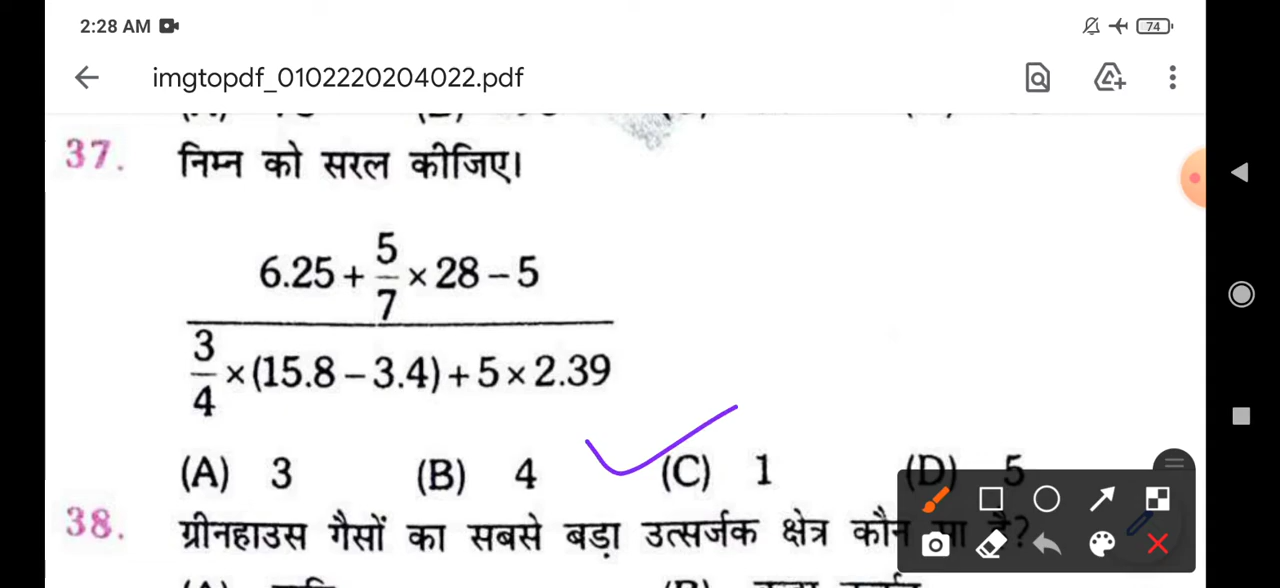 2:28 AM
74
imgtopdf_0102220204022.pdf
37. निम्न को सरल कीजिए।
6.25 + 5/7 × 28 – 5
3/4 × (15.8 – 3.4) + 5 × 2.39
(A) 3 (B) 4 (C) 1 (D) 5
38. ग्रीनहाउस गैसों का सबसे बड़ा उत्सर्जक क्षेत्र कौन सा है?